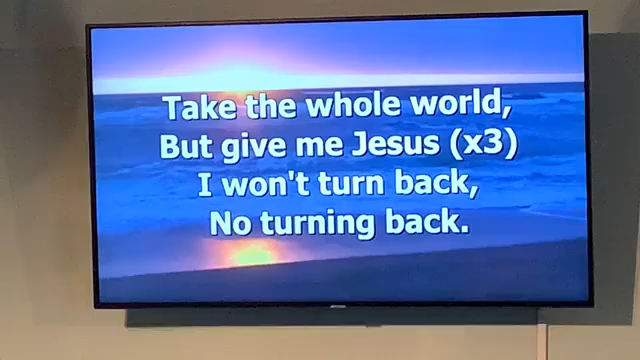 Take the whole world,
But give me Jesus (x3)
I won't turn back,
No turning back.